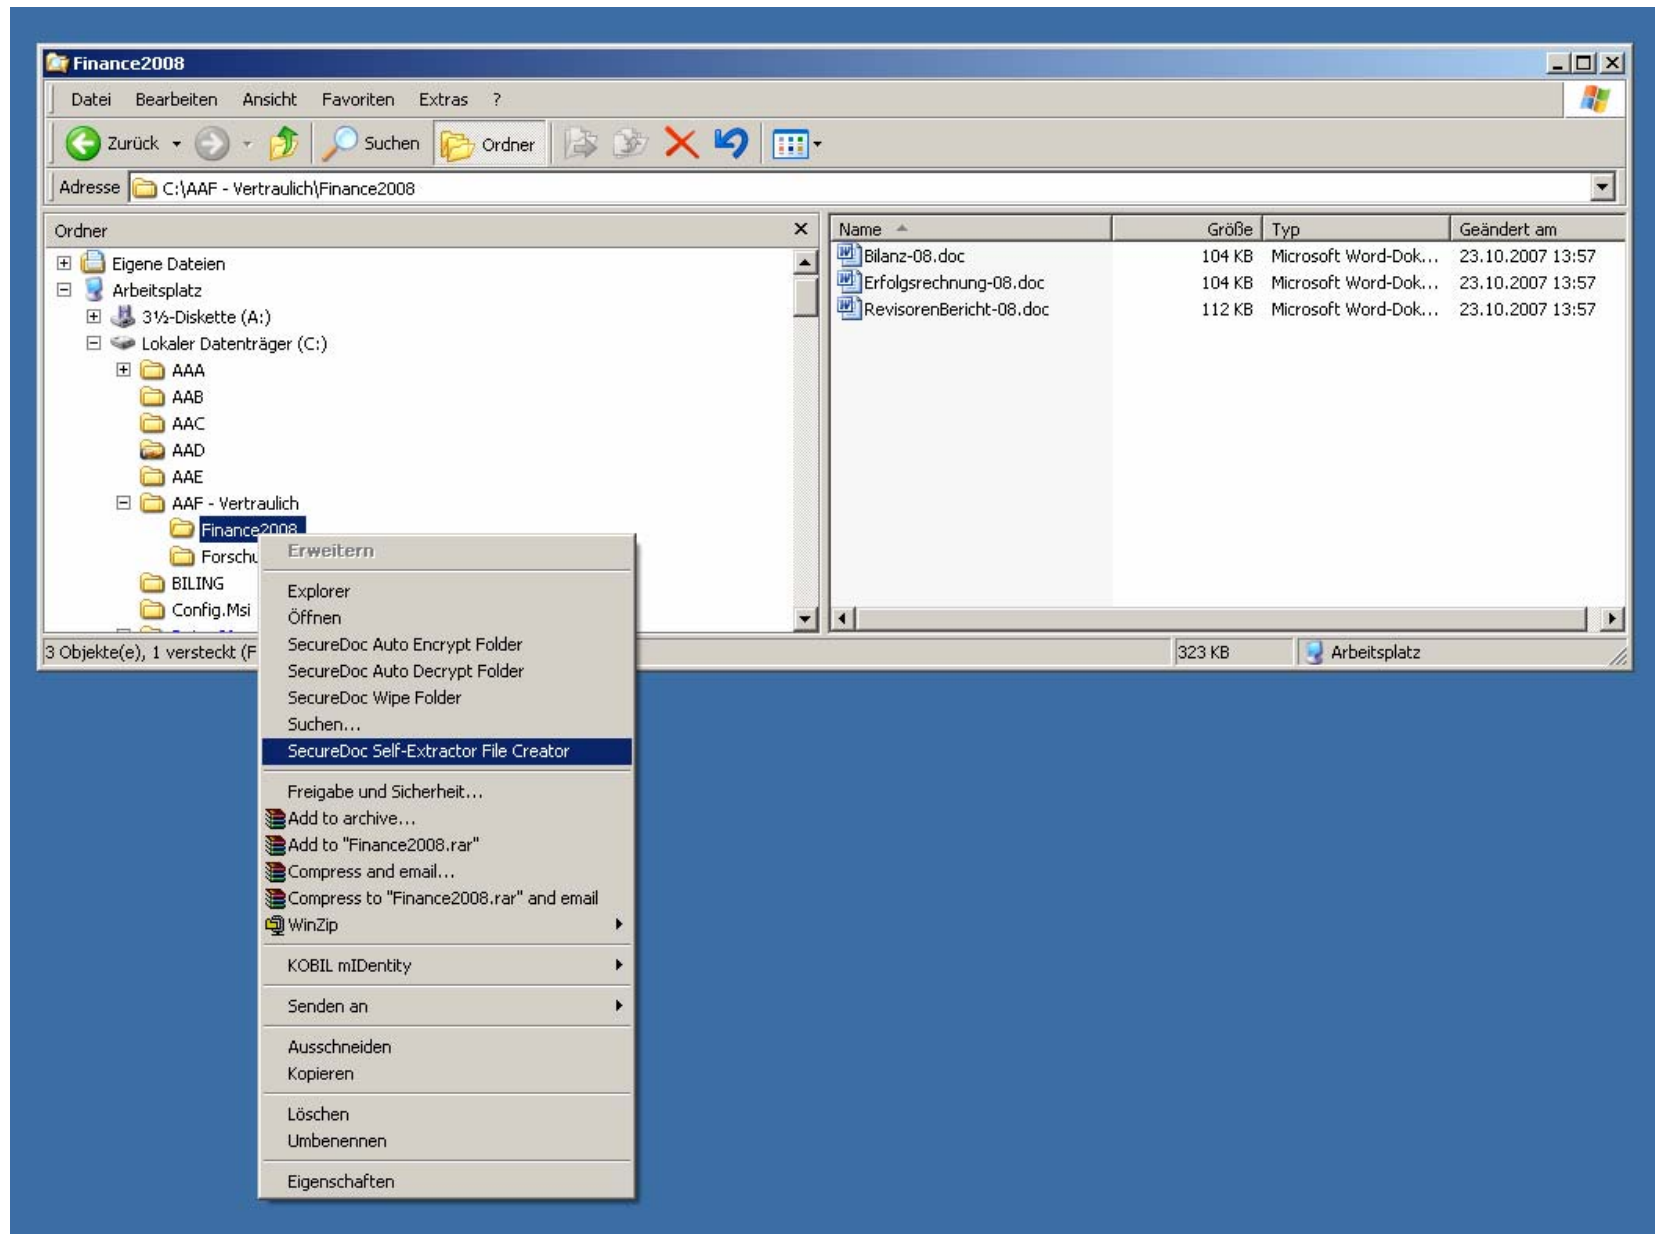 Finance2008
Datei Bearbeiten Ansicht Favoriten Extras ?
Zurück Suchen Ordner
Adresse C:\AAF - Vertraulich\Finance2008
Ordner
Eigene Dateien
Arbeitsplatz
3½-Diskette (A:)
Lokaler Datenträger (C:)
AAA
AAB
AAC
AAD
AAE
AAF - Vertraulich
Finance2008
Forschu
BILING
Config.Msi
Name Größe Typ Geändert am
Bilanz-08.doc 104 KB Microsoft Word-Dok... 23.10.2007 13:57
Erfolgsrechnung-08.doc 104 KB Microsoft Word-Dok... 23.10.2007 13:57
RevisorenBericht-08.doc 112 KB Microsoft Word-Dok... 23.10.2007 13:57
3 Objekte(e), 1 versteckt (F 323 KB Arbeitsplatz
Erweitern
Explorer
Öffnen
SecureDoc Auto Encrypt Folder
SecureDoc Auto Decrypt Folder
SecureDoc Wipe Folder
Suchen...
SecureDoc Self-Extractor File Creator
Freigabe und Sicherheit...
Add to archive...
Add to "Finance2008.rar"
Compress and email...
Compress to "Finance2008.rar" and email
WinZip
KOBIL mIDentity
Senden an
Ausschneiden
Kopieren
Löschen
Umbenennen
Eigenschaften